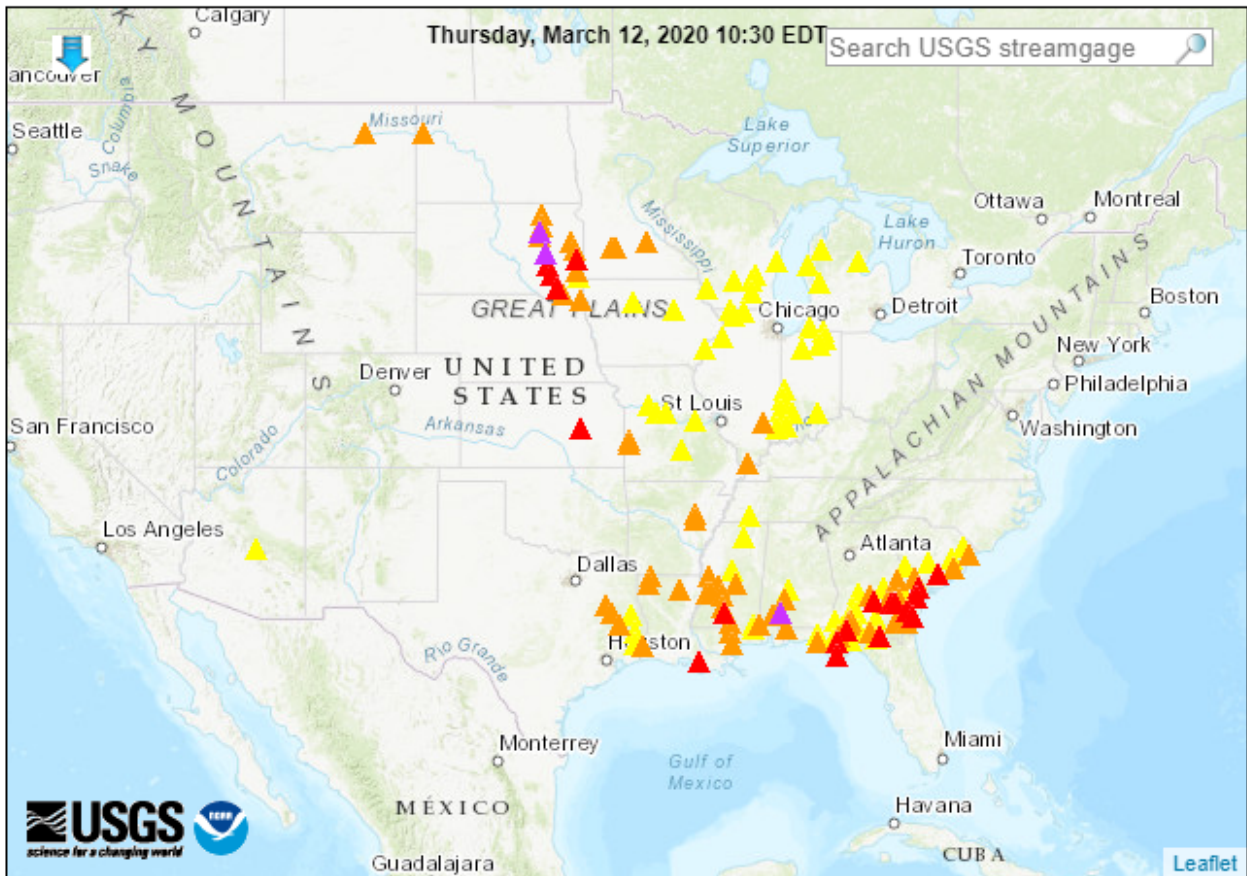 Calgary
Thursday, March 12, 2020 10:30 EDT
Search USGS streamgage
ancouver
Columbia
Seattle
Missouri
Snake
KY MOUNTAINS
Lake
Superior
Ottawa
Montreal
Mississippi
Lake
Huron
Toronto
Boston
GREAT PLAINS
Chicago
Detroit
New York
Philadelphia
UNITED
STATES
Denver
St Louis
Washington
San Francisco
Arkansas
Colorado
APPALACHIAN MOUNTAINS
Los Angeles
Atlanta
Dallas
Houston
Rio Grande
Monterrey
Gulf of
Mexico
Miami
MÉXICO
Havana
USGS
science for a changing world
CUBA
Guadalajara
Leaflet